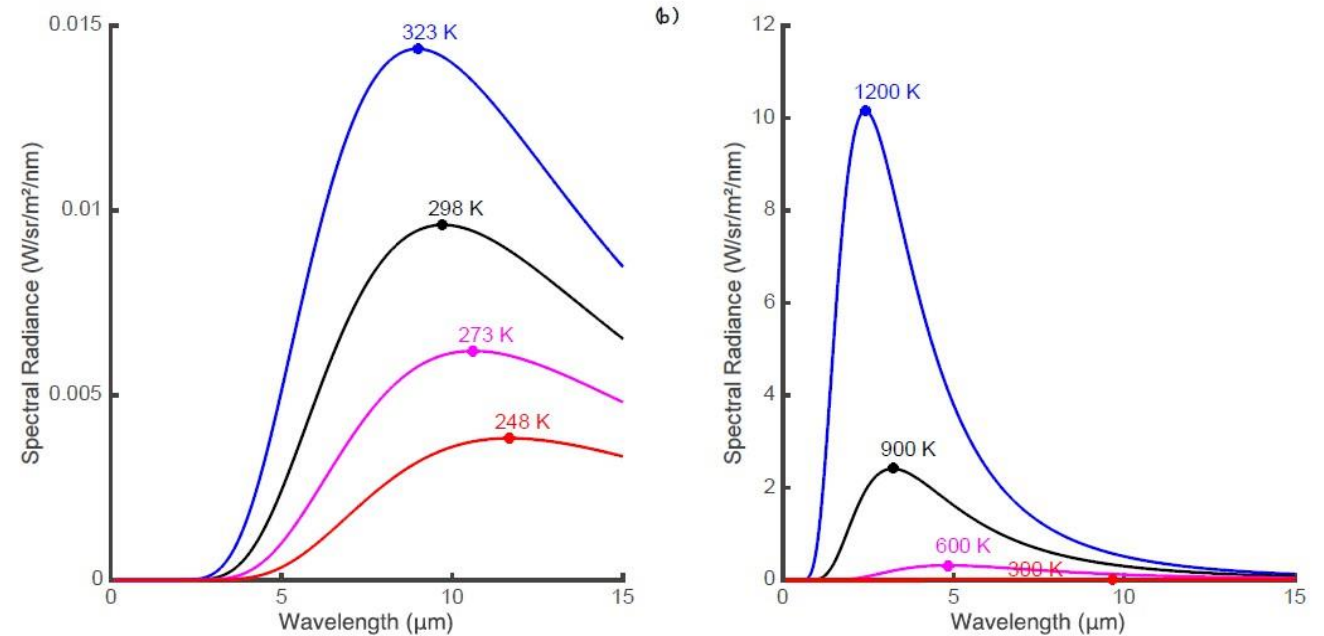 0.015
0.01
0.005
0
Spectral Radiance (W/sr/m²/nm)
323 K
298 K
273 K
248 K
0
5
10
15
Wavelength (µm)
(b)
12
10
8
6
4
2
0
Spectral Radiance (W/sr/m²/nm)
1200 K
900 K
600 K
300 K
0
5
10
15
Wavelength (µm)